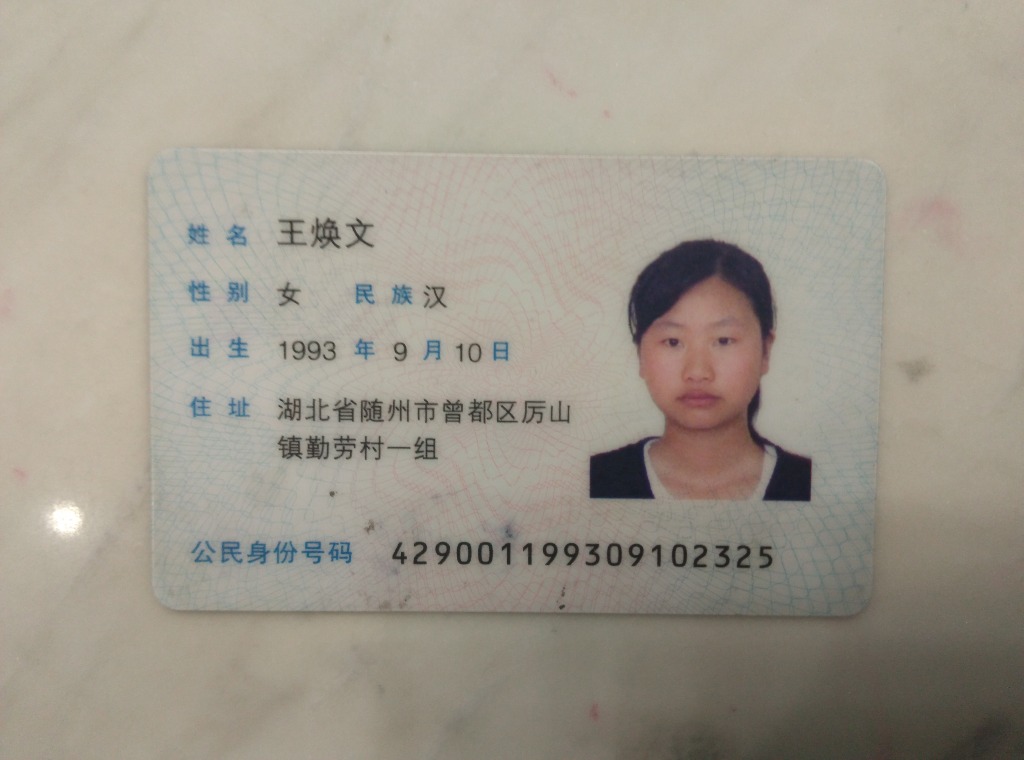 姓名 王焕文
性别 女 民族 汉
出生 1993 年 9 月 10 日
住址 湖北省随州市曾都区厉山
镇勤劳村一组
公民身份号码 429001199309102325